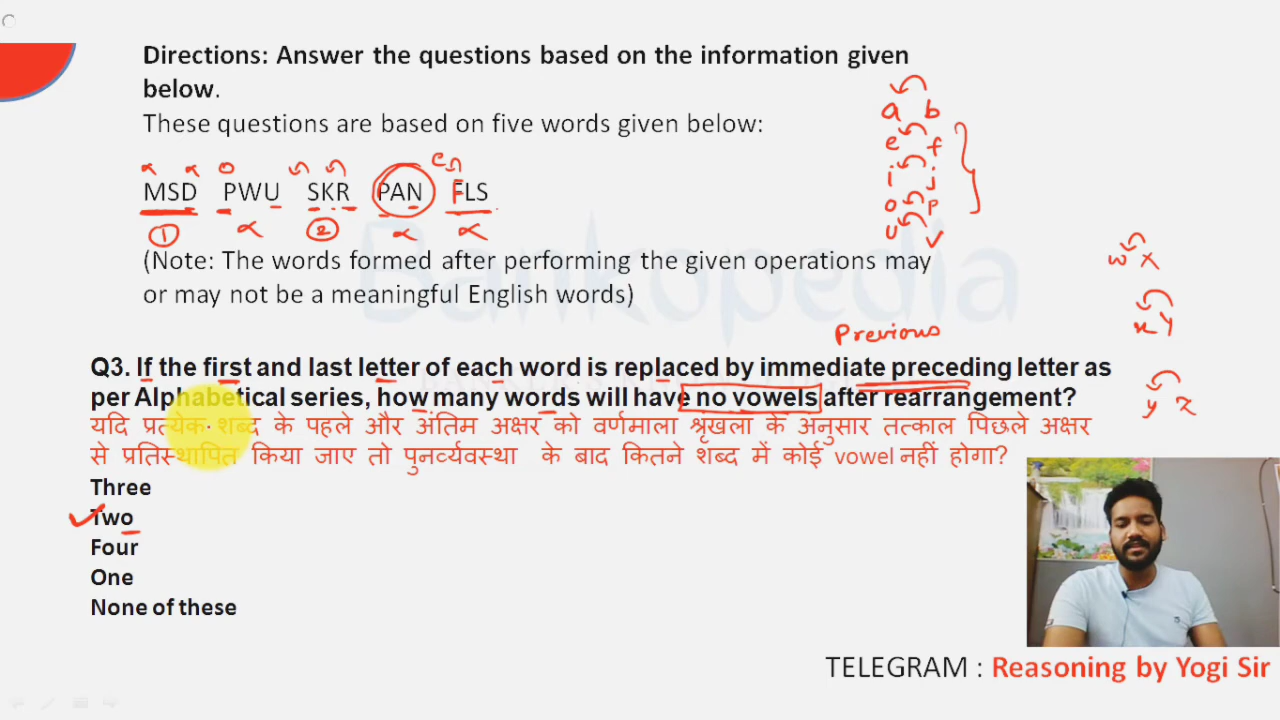 Directions: Answer the questions based on the information given
below.
These questions are based on five words given below:
MSD PWU SKR PAN FLS
① ②
(Note: The words formed after performing the given operations may
or may not be a meaningful English words)
a b
e f
i j
o p
u v
w x
x y
y z
Previous
Q3. If the first and last letter of each word is replaced by immediate preceding letter as
per Alphabetical series, how many words will have no vowels after rearrangement?
यदि प्रत्येक शब्द के पहले और अंतिम अक्षर को वर्णमाला श्रृखला के अनुसार तत्काल पिछले अक्षर
से प्रतिस्थापित किया जाए तो पुनर्व्यवस्था के बाद कितने शब्द में कोई vowel नहीं होगा?
Three
Two
Four
One
None of these
Bankopedia
TELEGRAM : Reasoning by Yogi Sir